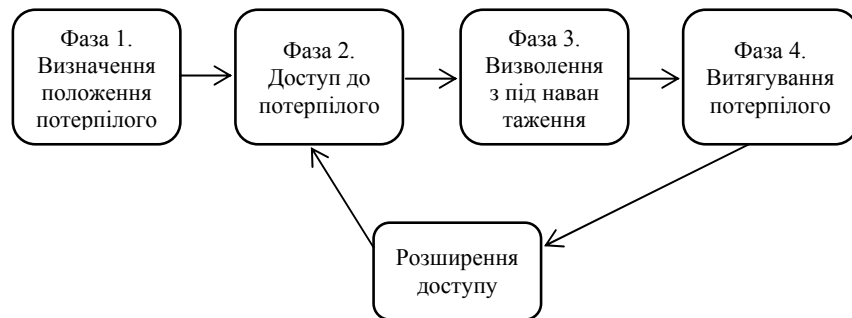 Фаза 1.
Визначення
положення
потерпілого
Фаза 2.
Доступ до
потерпілого
Фаза 3.
Визволення
з під наван
таження
Фаза 4.
Витягування
потерпілого
Розширення
доступу